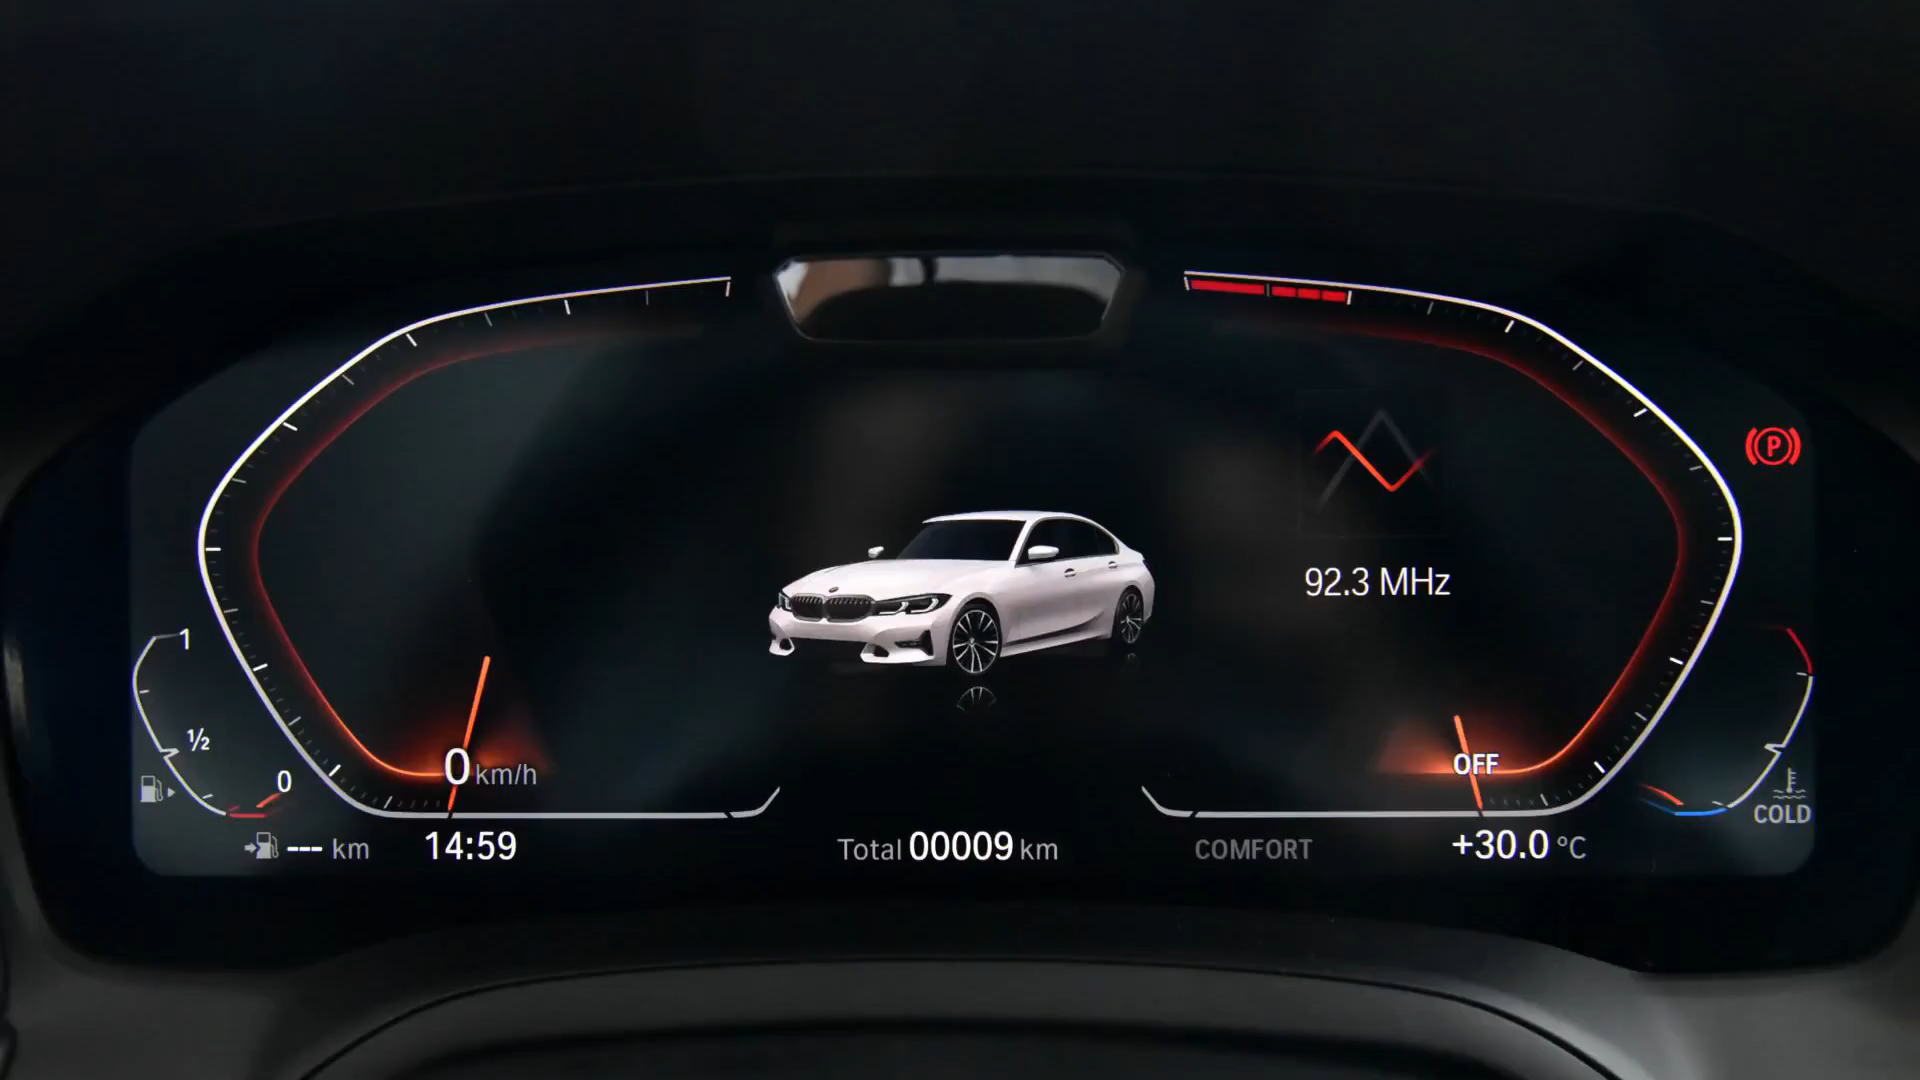 P
92.3 MHz
1
½
0
0 km/h
OFF
COLD
--- km
14:59
Total 00009 km
COMFORT
+30.0 °C